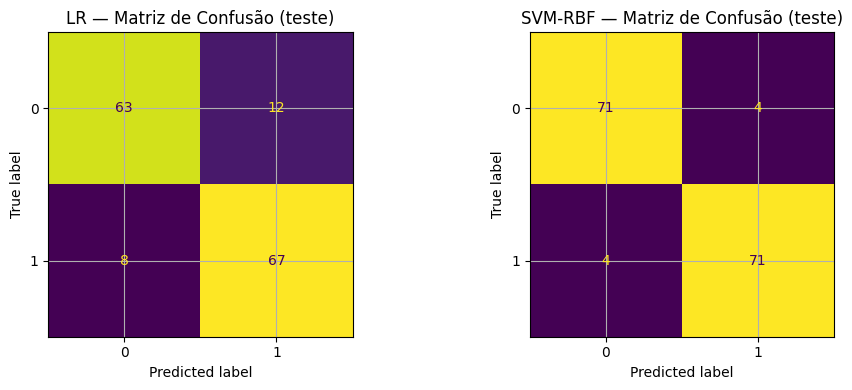 LR — Matriz de Confusão (teste)
True label
0
63
12
1
8
67
0
1
Predicted label
SVM-RBF — Matriz de Confusão (teste)
True label
0
71
4
1
4
71
0
1
Predicted label